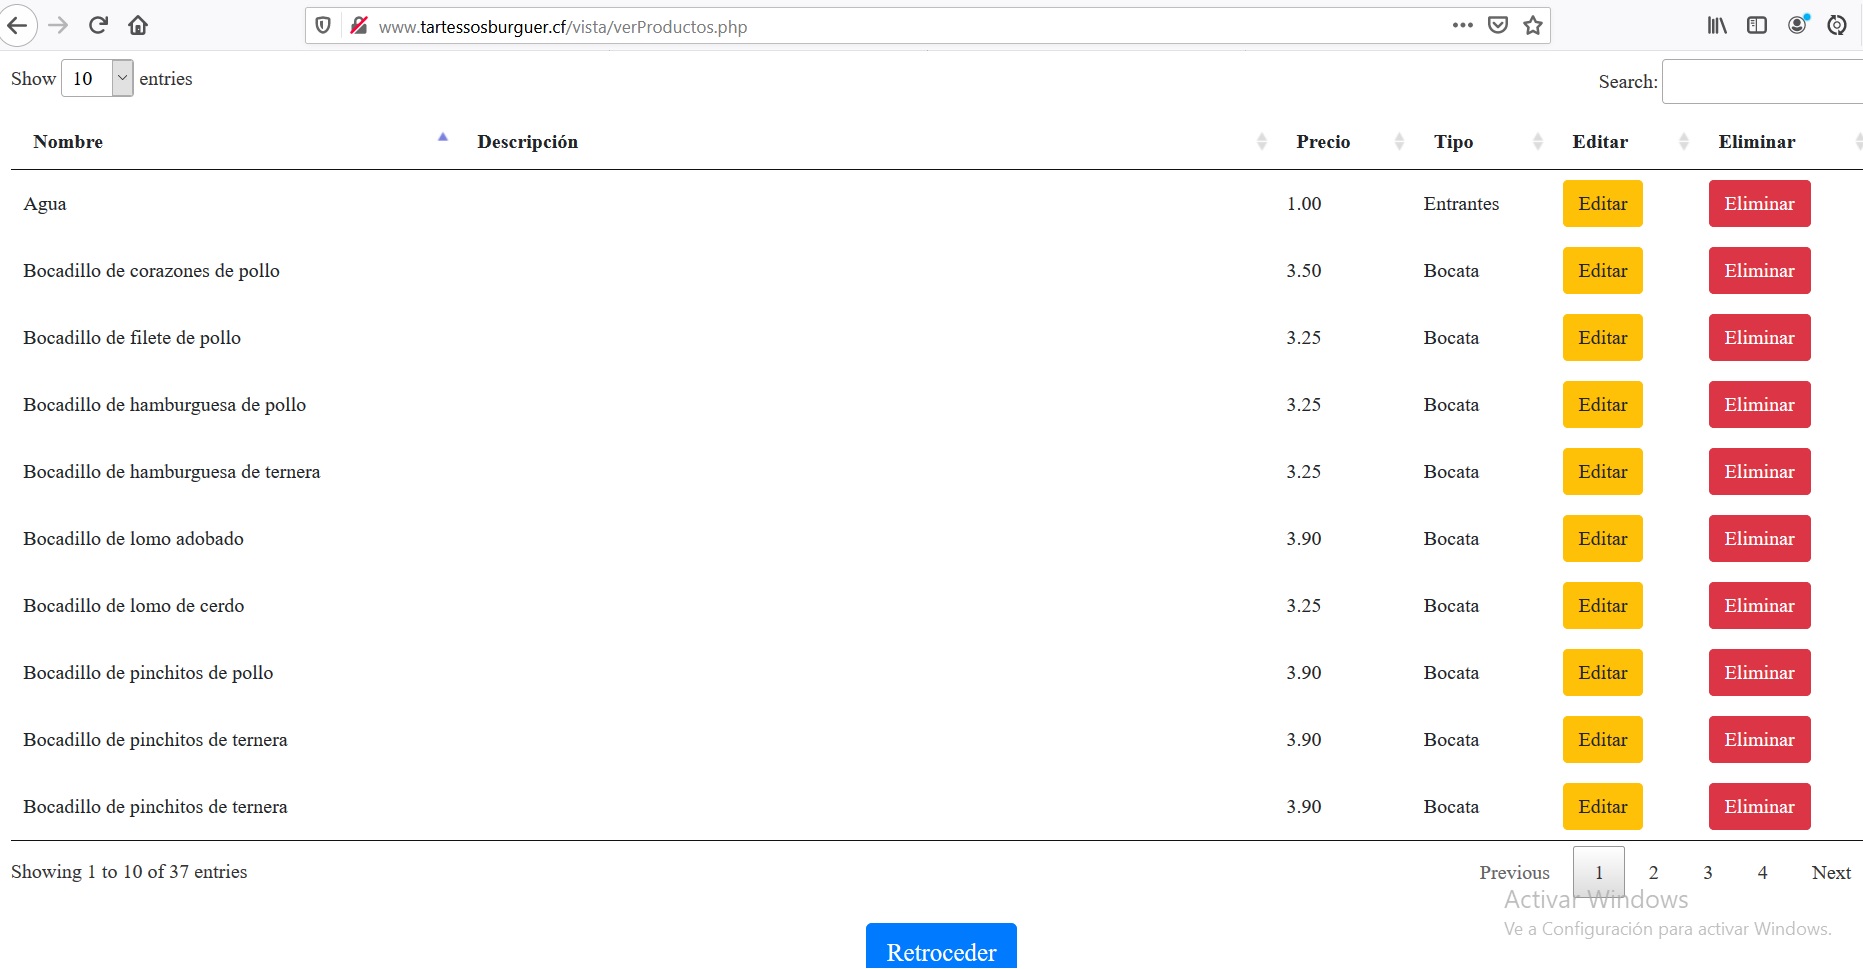 www.tartessosburguer.cf/vista/verProductos.php
Show 10 entries
Search:
Nombre Descripción Precio Tipo Editar Eliminar
Agua 1.00 Entrantes Editar Eliminar
Bocadillo de corazones de pollo 3.50 Bocata Editar Eliminar
Bocadillo de filete de pollo 3.25 Bocata Editar Eliminar
Bocadillo de hamburguesa de pollo 3.25 Bocata Editar Eliminar
Bocadillo de hamburguesa de ternera 3.25 Bocata Editar Eliminar
Bocadillo de lomo adobado 3.90 Bocata Editar Eliminar
Bocadillo de lomo de cerdo 3.25 Bocata Editar Eliminar
Bocadillo de pinchitos de pollo 3.90 Bocata Editar Eliminar
Bocadillo de pinchitos de ternera 3.90 Bocata Editar Eliminar
Bocadillo de pinchitos de ternera 3.90 Bocata Editar Eliminar
Showing 1 to 10 of 37 entries Previous 1 2 3 4 Next
Activar Windows
Ve a Configuración para activar Windows.
Retroceder